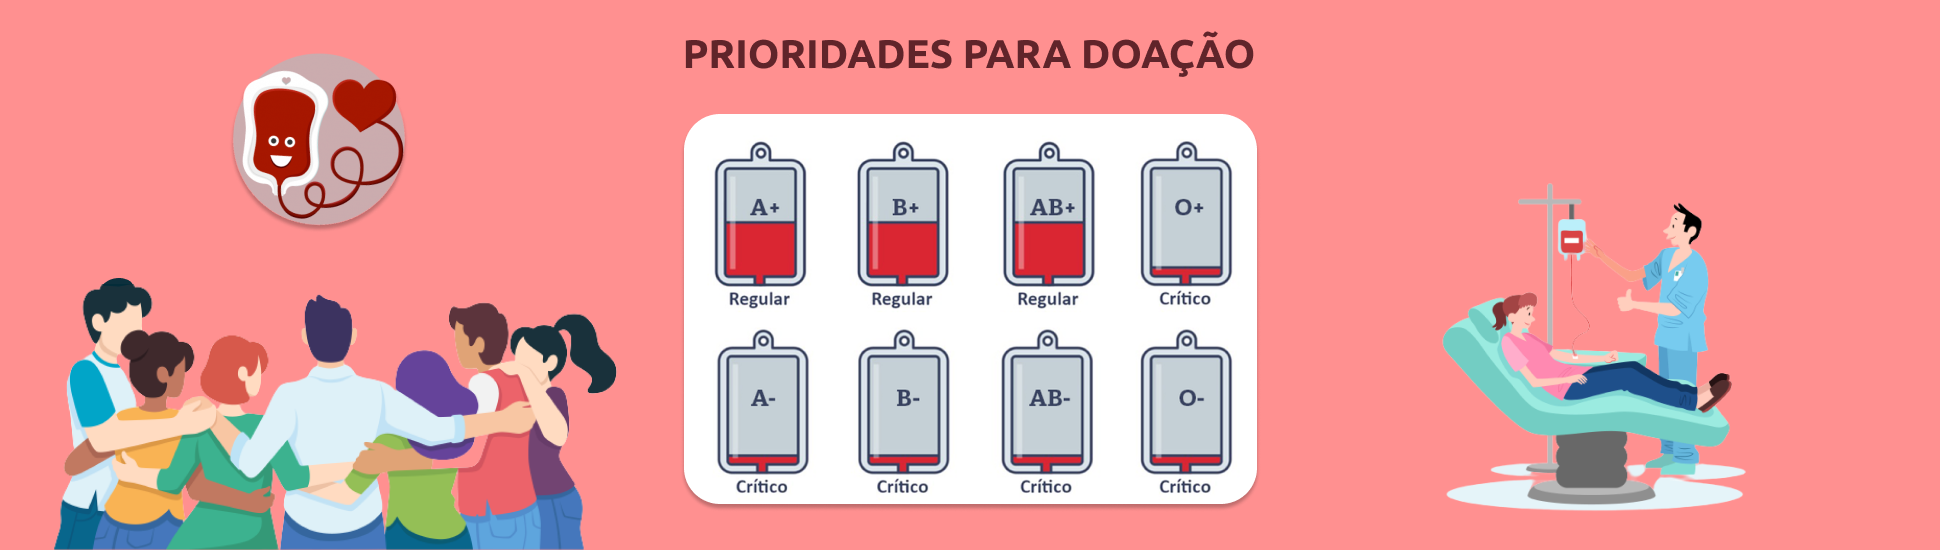 PRIORIDADES PARA DOAÇÃO
A+ B+ AB+ O+
Regular Regular Regular Crítico
A- B- AB- O-
Crítico Crítico Crítico Crítico